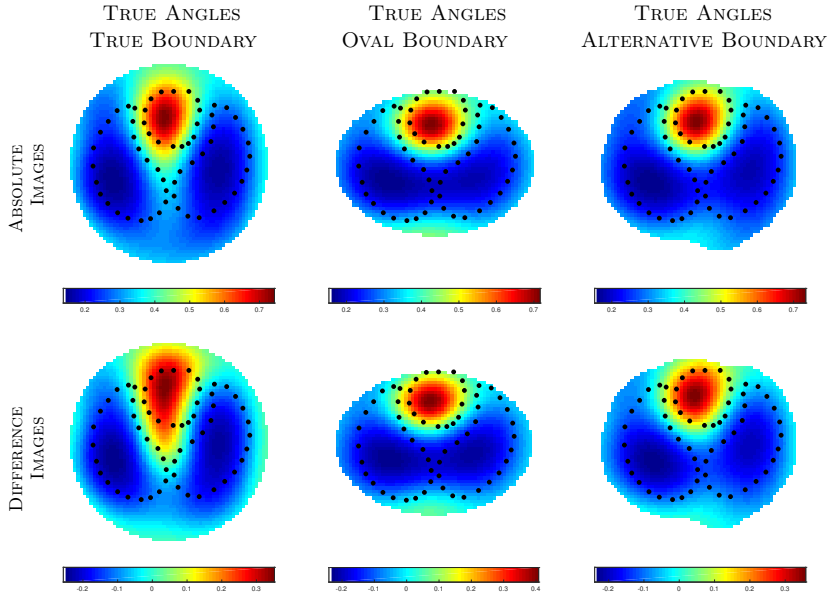 TRUE ANGLES TRUE ANGLES TRUE ANGLES
TRUE BOUNDARY OVAL BOUNDARY ALTERNATIVE BOUNDARY
ABSOLUTE
IMAGES
0.2 0.3 0.4 0.5 0.6 0.7
0.2 0.3 0.4 0.5 0.6 0.7
0.2 0.3 0.4 0.5 0.6 0.7
DIFFERENCE
IMAGES
-0.2 -0.1 0 0.1 0.2 0.3
-0.2 -0.1 0 0.1 0.2 0.3 0.4
-0.2 -0.1 0 0.1 0.2 0.3